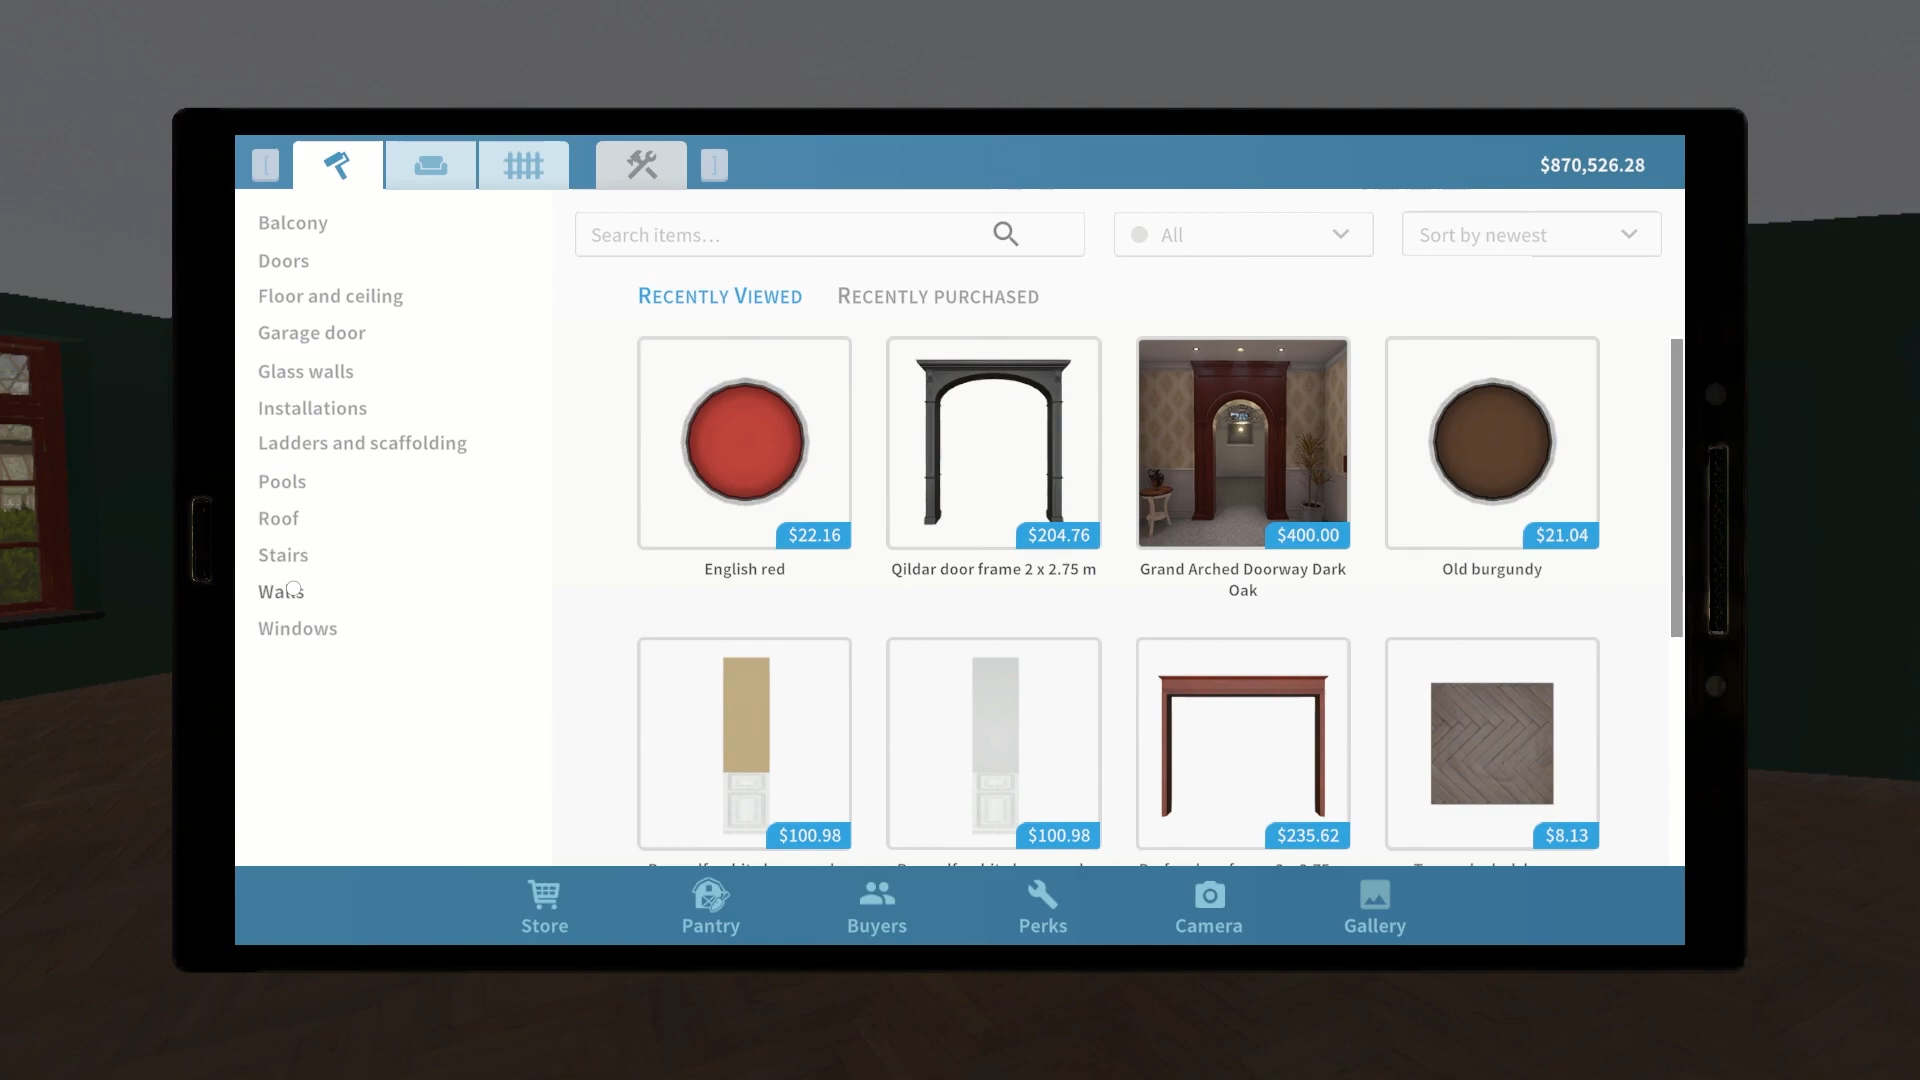 [
]
$870,526.28
Balcony
Doors
Floor and ceiling
Garage door
Glass walls
Installations
Ladders and scaffolding
Pools
Roof
Stairs
Walls
Windows
Search items...
All
Sort by newest
RECENTLY VIEWED
RECENTLY PURCHASED
$22.16
English red
$204.76
Qildar door frame 2 x 2.75 m
$400.00
Grand Arched Doorway Dark
Oak
$21.04
Old burgundy
$100.98
$100.98
$235.62
$8.13
Store
Pantry
Buyers
Perks
Camera
Gallery